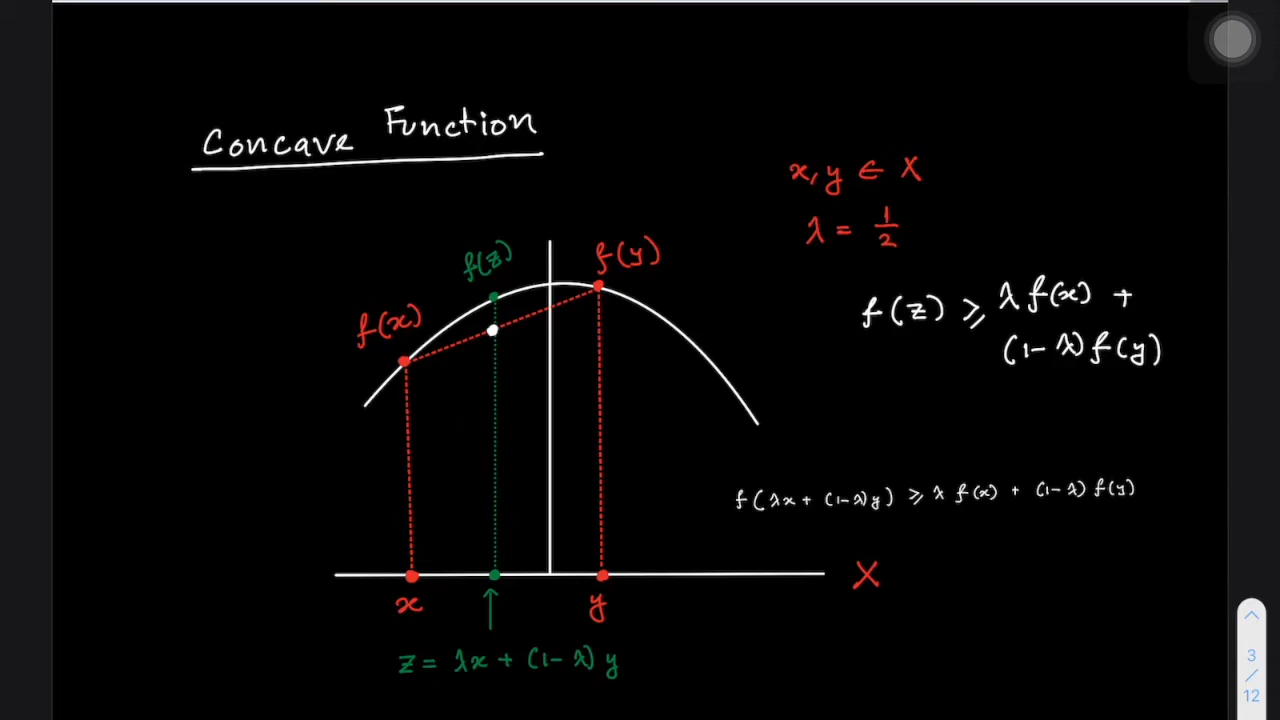 Concave Function
x, y ∈ X
λ = 1/2
f(z) ≥ λ f(x) +
(1-λ) f(y)
f(z)
f(y)
f(x)
f(λx + (1-λ)y) ≥ λ f(x) + (1-λ) f(y)
X
x
y
z = λx + (1-λ) y
3
/
12